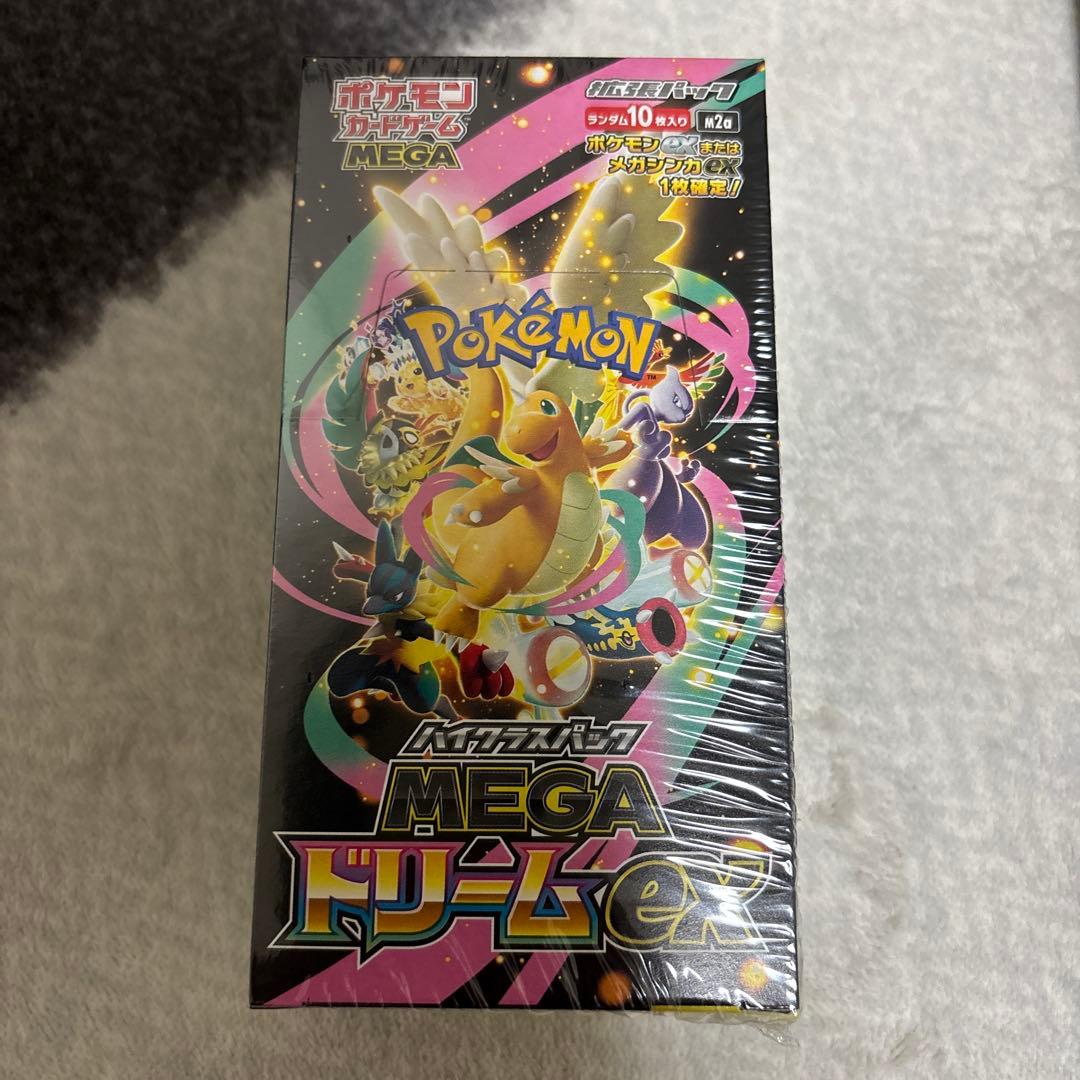 ポケモン
カードゲーム
MEGA
拡張パック
ランダム10枚入り M2a
ポケモンexまたは
メガシンカex
1枚確定!
POKÉMON
TM
ハイクラスパック
MEGA
ドリームex